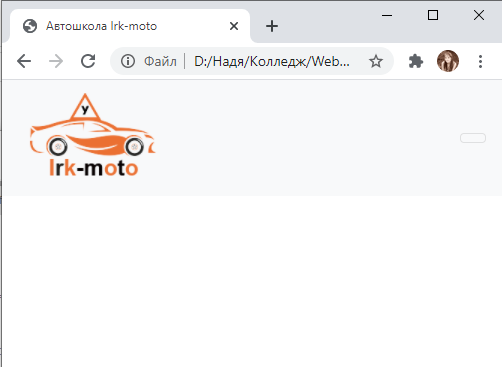 Автошкола Irk-moto
Файл D:/Надя/Колледж/Web...
У
Irk-moto